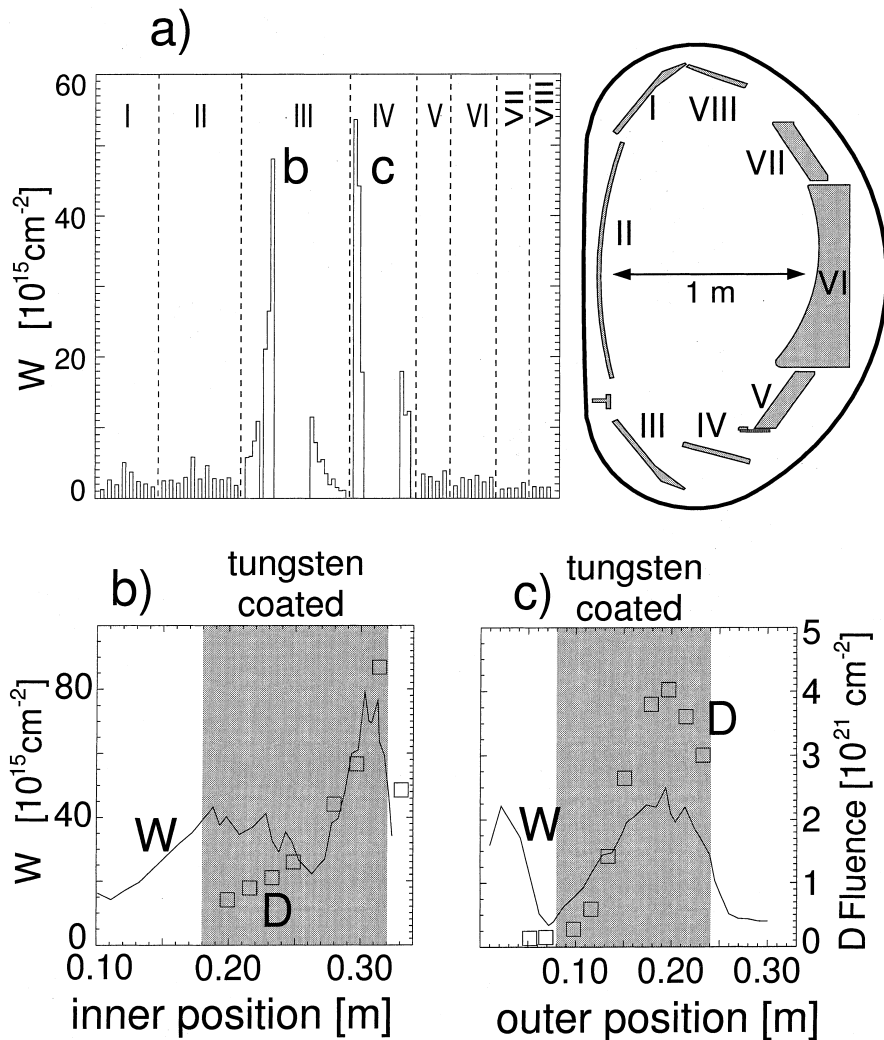 a)
60
40
20
0
W [10^15cm^-2]
I II III IV V VI VII VIII
b c
I VIII
VII
II
VI
1 m
V
III IV
b)
tungsten
coated
80
40
0
W [10^15cm^-2]
W
D
0.10 0.20 0.30
inner position [m]
c)
tungsten
coated
W
D
5
4
3
2
1
0
D Fluence [10^21 cm^-2]
0.10 0.20 0.30
outer position [m]